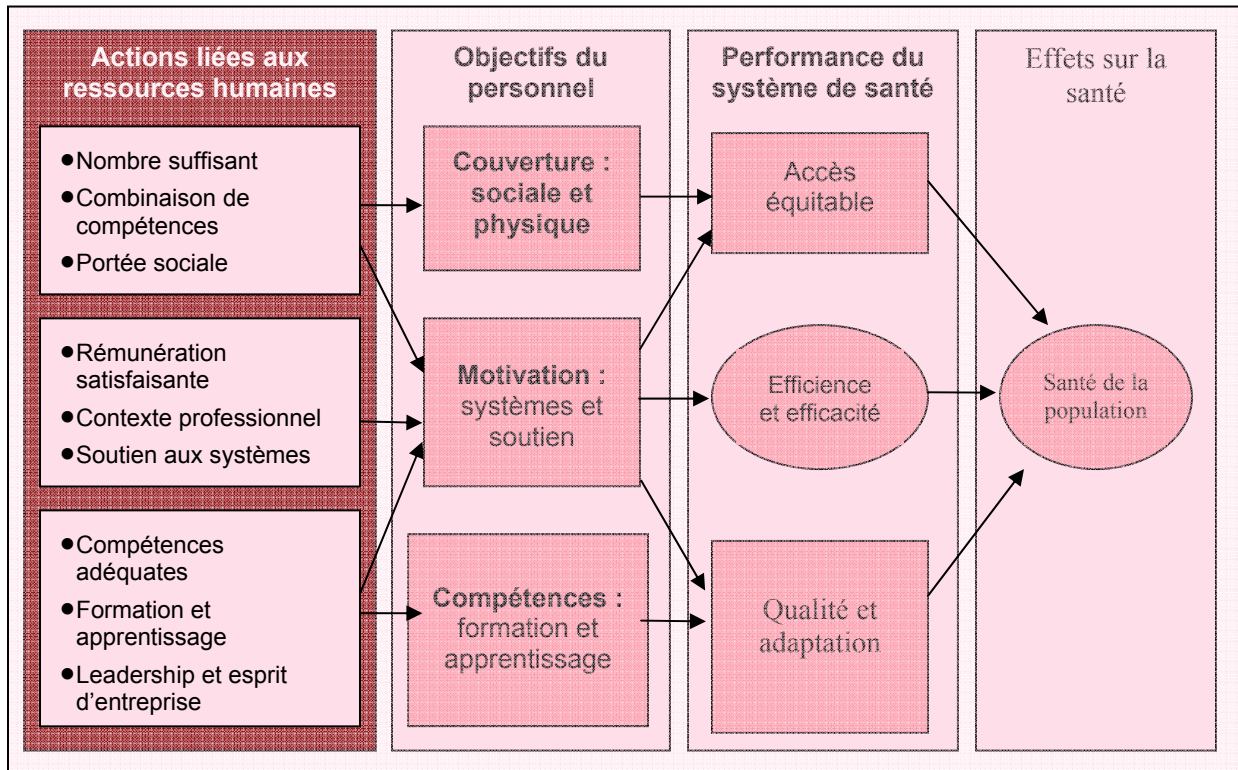 Actions liées aux
ressources humaines
●Nombre suffisant
●Combinaison de
compétences
●Portée sociale
●Rémunération
satisfaisante
●Contexte professionnel
●Soutien aux systèmes
●Compétences
adéquates
●Formation et
apprentissage
●Leadership et esprit
d'entreprise
Objectifs du
personnel
Couverture :
sociale et
physique
Motivation :
systèmes et
soutien
Compétences :
formation et
apprentissage
Performance du
système de santé
Accès
équitable
Efficience
et efficacité
Qualité et
adaptation
Effets sur la
santé
Santé de la
population